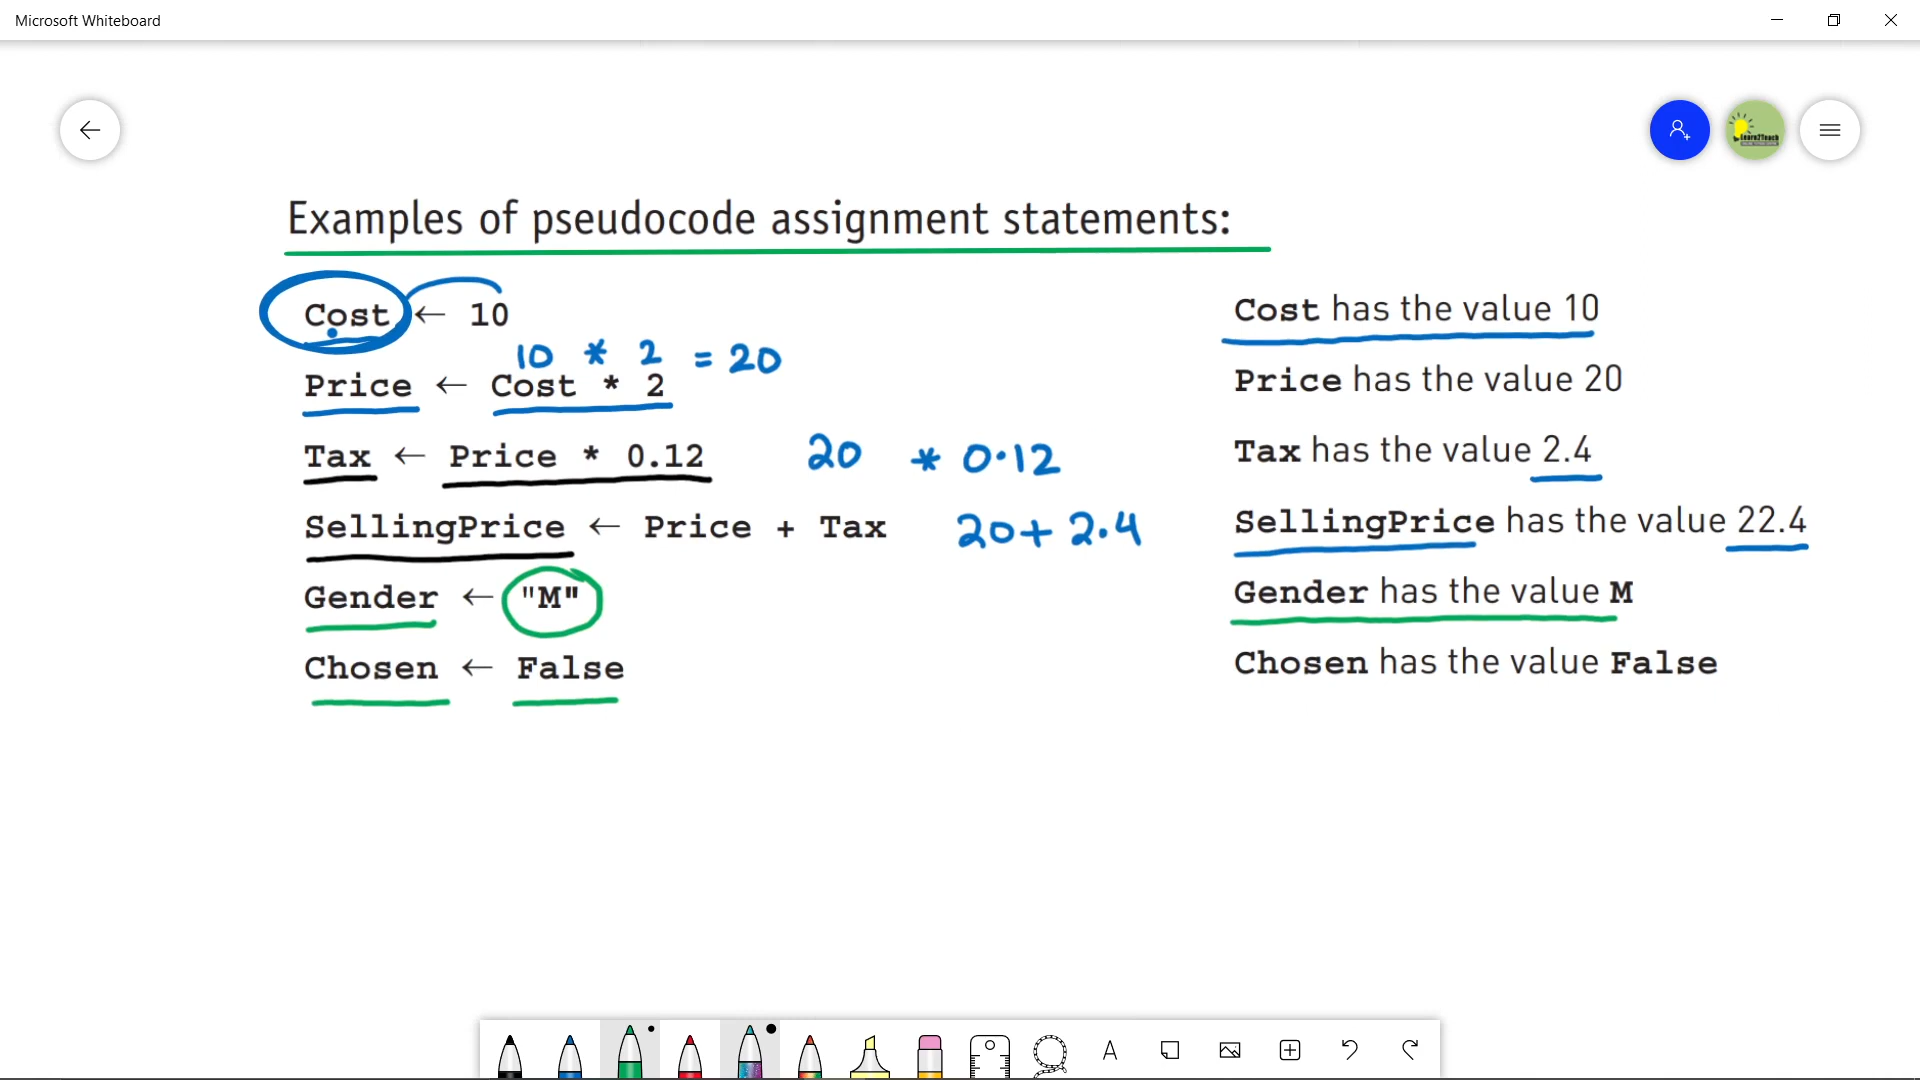 Microsoft Whiteboard
Examples of pseudocode assignment statements:
Cost ← 10
Cost has the value 10
10 * 2 = 20
Price ← Cost * 2
Price has the value 20
Tax ← Price * 0.12 20 * 0.12
Tax has the value 2.4
SellingPrice ← Price + Tax 20 + 2.4
SellingPrice has the value 22.4
Gender ← "M"
Gender has the value M
Chosen ← False
Chosen has the value False
Learn2Teach
A